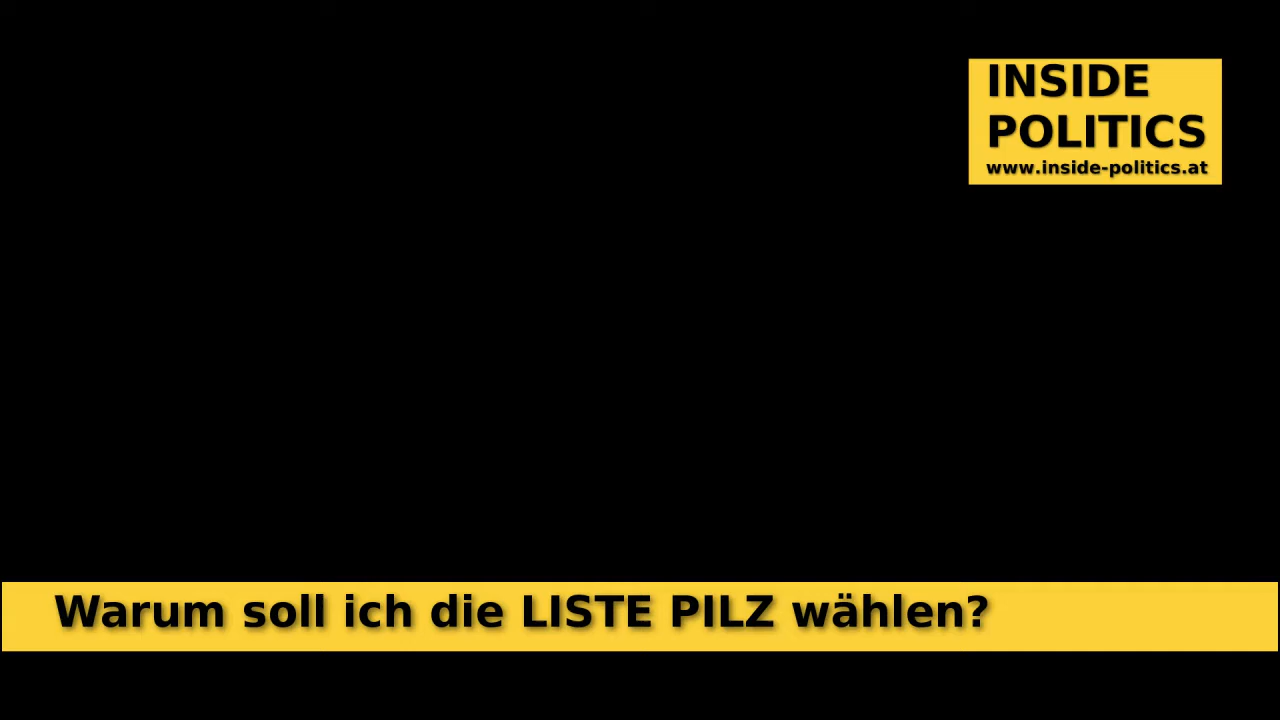 INSIDE
POLITICS
www.inside-politics.at
Warum soll ich die LISTE PILZ wählen?